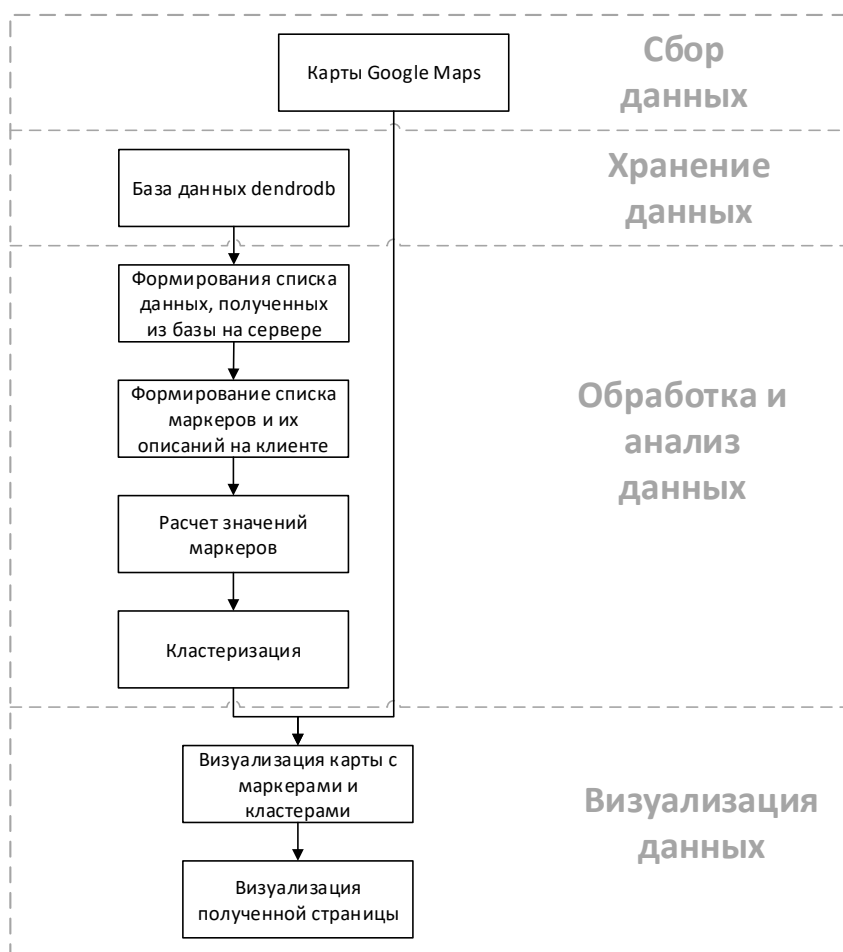 Карты Google Maps
Сбор
данных
База данных dendrodb
Хранение
данных
Формирования списка
данных, полученных
из базы на сервере
Формирование списка
маркеров и их
описаний на клиенте
Расчет значений
маркеров
Кластеризация
Обработка и
анализ
данных
Визуализация карты с
маркерами и
кластерами
Визуализация
полученной страницы
Визуализация
данных